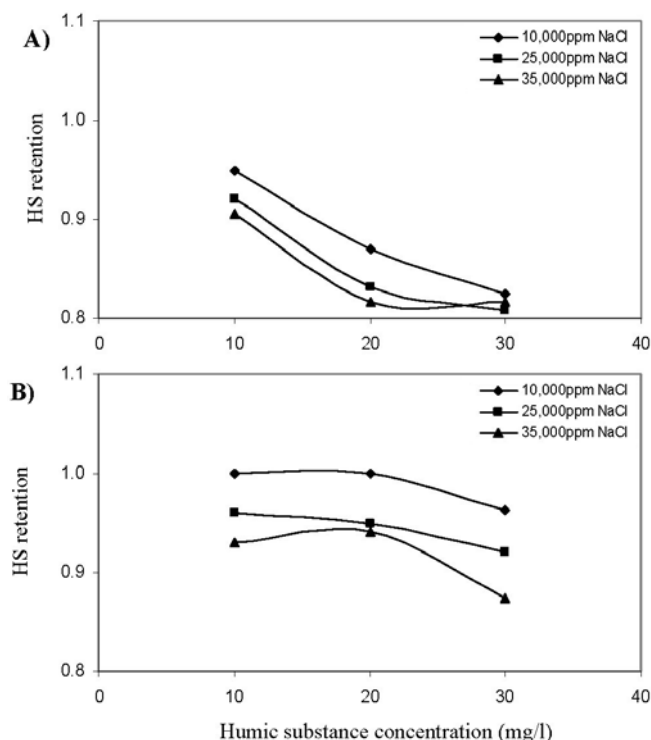 A)
1.1
1.0
0.9
0.8
HS retention
10,000ppm NaCl
25,000ppm NaCl
35,000ppm NaCl
0 10 20 30 40
B)
1.1
1.0
0.9
0.8
HS retention
10,000ppm NaCl
25,000ppm NaCl
35,000ppm NaCl
0 10 20 30 40
Humic substance concentration (mg/l)